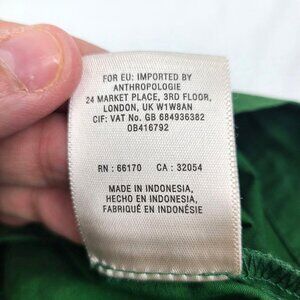 FOR EU: IMPORTED BY
ANTHROPOLOGIE
24 MARKET PLACE, 3RD FLOOR,
LONDON, UK W1W8AN
CIF: VAT No. GB 684936382
OB416792
RN : 66170 CA : 32054
MADE IN INDONESIA,
HECHO EN INDONESIA,
FABRIQUÉ EN INDONÉSIE